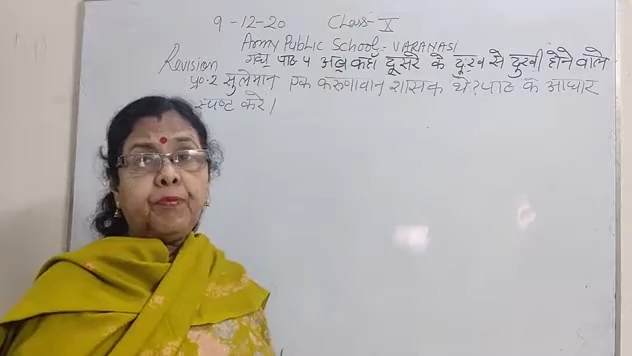 9-12-20 Class-X
Army Public School:- VARANASI
Revision गद्य पाठ 4 अब कहाँ दूसरे के दुख से दुखी होने वाले
प्र०-2 सुलेमान एक करुणावान शासक थे? पाठ के आधार
स्पष्ट करे।